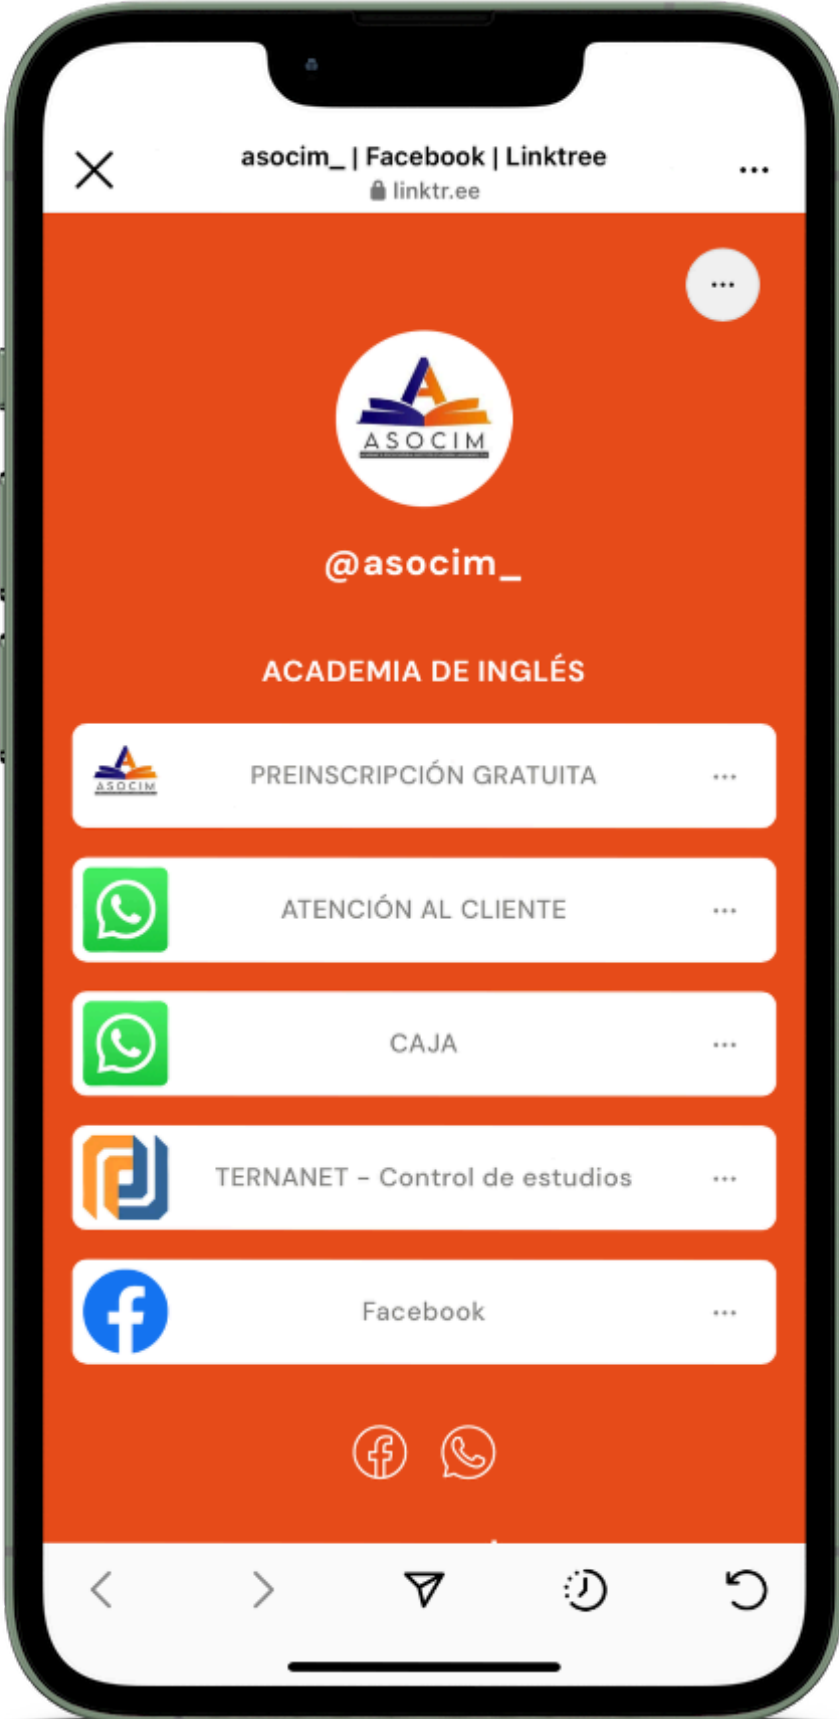 asocim_ | Facebook | Linktree
linktr.ee
ASOCIM
@asocim_
ACADEMIA DE INGLÉS
ASOCIM
PREINSCRIPCIÓN GRATUITA
ATENCIÓN AL CLIENTE
CAJA
TERNANET - Control de estudios
Facebook